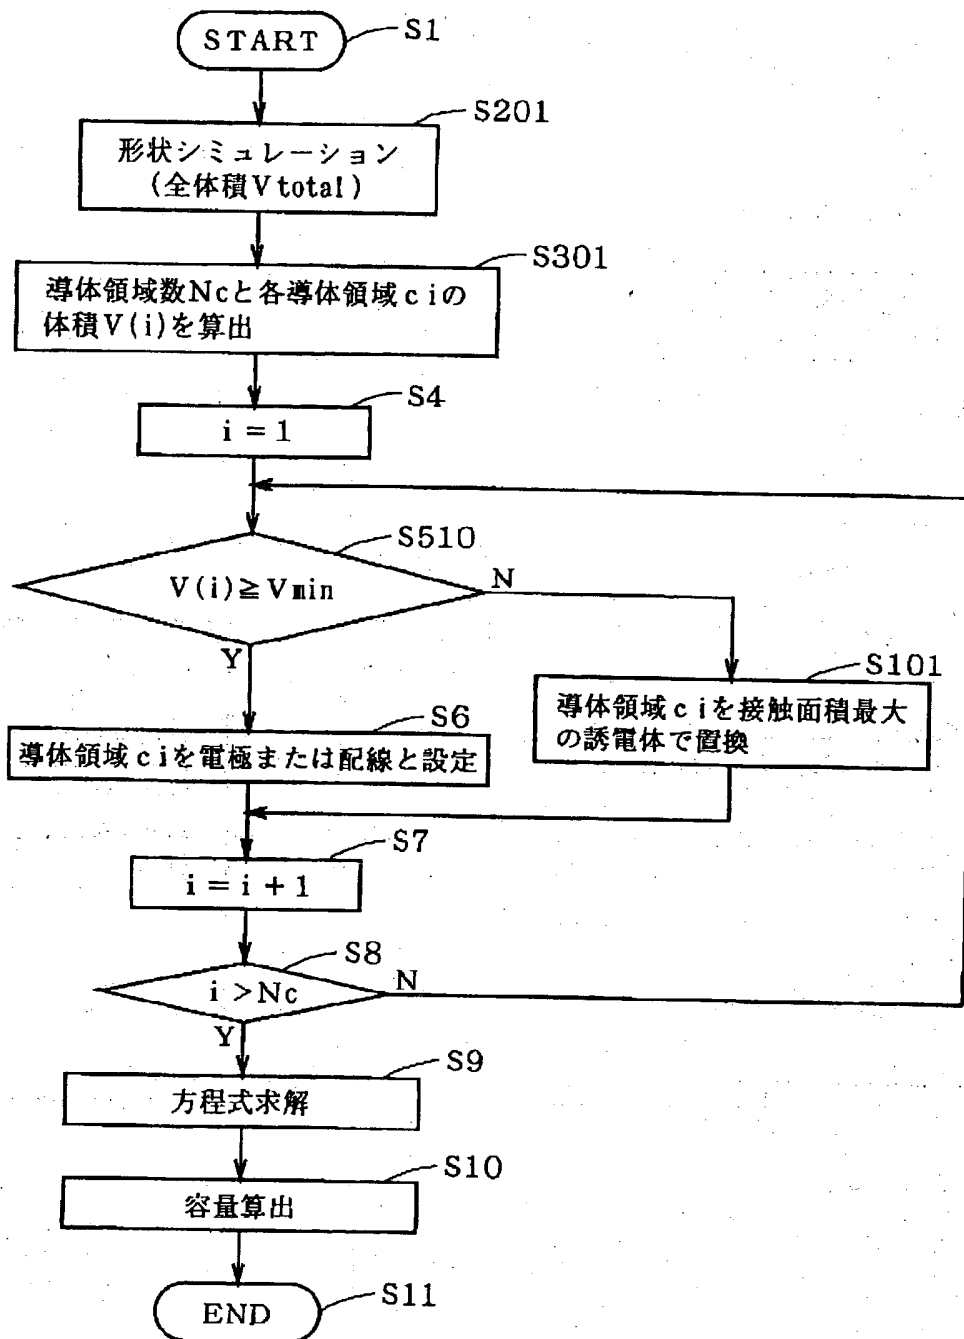 START
S1
S201
形状シミュレーション
(全体積Vtotal)
S301
導体領域数Ncと各導体領域ciの
体積V(i)を算出
S4
i=1
S510
V(i)≧Vmin
N
Y
S101
導体領域ciを接触面積最大
の誘電体で置換
S6
導体領域ciを電極または配線と設定
S7
i=i+1
S8
i>Nc
N
Y
S9
方程式求解
S10
容量算出
S11
END